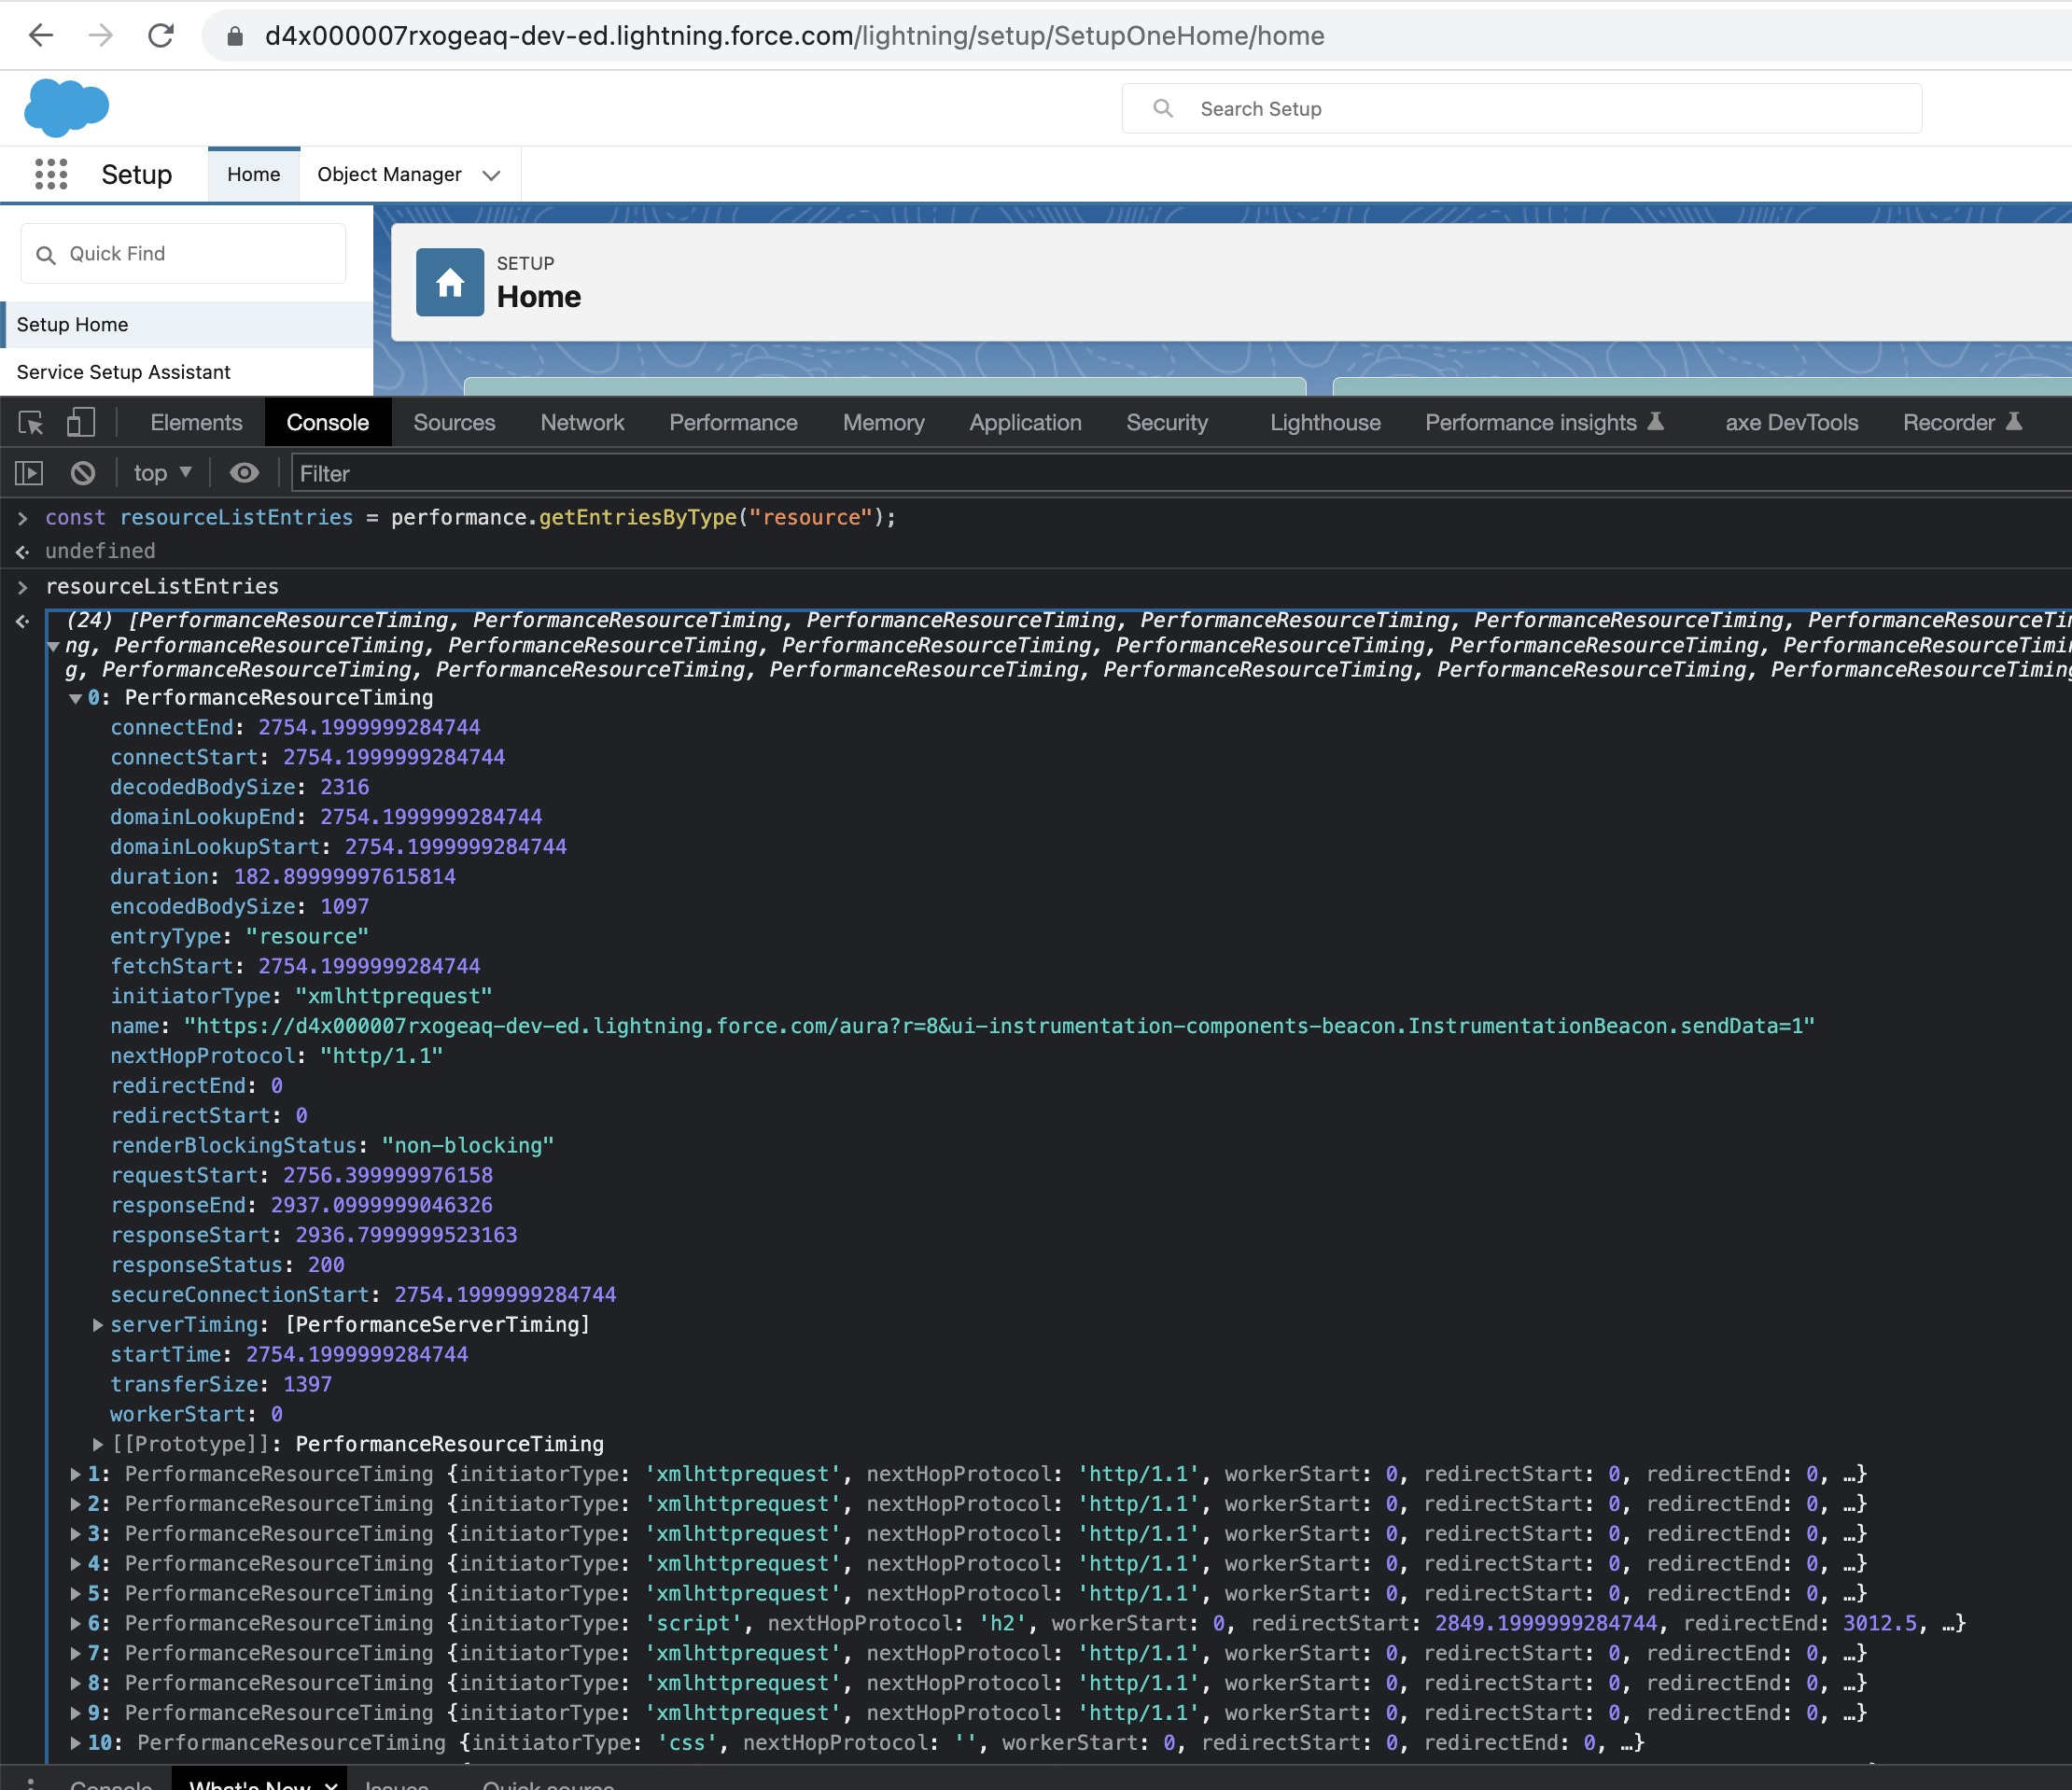 d4x000007rxogeaq-dev-ed.lightning.force.com/lightning/setup/SetupOneHome/home
Search Setup
Setup Home Object Manager
Quick Find
SETUP
Home
Setup Home
Service Setup Assistant
Elements Console Sources Network Performance Memory Application Security Lighthouse Performance insights axe DevTools Recorder
top ▼ Filter
const resourceListEntries = performance.getEntriesByType("resource");
undefined
resourceListEntries
(24) [PerformanceResourceTiming, PerformanceResourceTiming, PerformanceResourceTiming, PerformanceResourceTiming, PerformanceResourceTiming, PerformanceResourceTi
ng, PerformanceResourceTiming, PerformanceResourceTiming, PerformanceResourceTiming, PerformanceResourceTiming, PerformanceResourceTimi
g, PerformanceResourceTiming, PerformanceResourceTiming, PerformanceResourceTiming, PerformanceResourceTiming, PerformanceResourceTiming
0: PerformanceResourceTiming
connectEnd: 2754.1999999284744
connectStart: 2754.1999999284744
decodedBodySize: 2316
domainLookupEnd: 2754.1999999284744
domainLookupStart: 2754.1999999284744
duration: 182.89999997615814
encodedBodySize: 1097
entryType: "resource"
fetchStart: 2754.1999999284744
initiatorType: "xmlhttprequest"
name: "https://d4x000007rxogeaq-dev-ed.lightning.force.com/aura?r=8&ui-instrumentation-components-beacon.InstrumentationBeacon.sendData=1"
nextHopProtocol: "http/1.1"
redirectEnd: 0
redirectStart: 0
renderBlockingStatus: "non-blocking"
requestStart: 2756.399999976158
responseEnd: 2937.0999999046326
responseStart: 2936.7999999523163
responseStatus: 200
secureConnectionStart: 2754.1999999284744
serverTiming: [PerformanceServerTiming]
startTime: 2754.1999999284744
transferSize: 1397
workerStart: 0
[[Prototype]]: PerformanceResourceTiming
1: PerformanceResourceTiming {initiatorType: 'xmlhttprequest', nextHopProtocol: 'http/1.1', workerStart: 0, redirectStart: 0, redirectEnd: 0, …}
2: PerformanceResourceTiming {initiatorType: 'xmlhttprequest', nextHopProtocol: 'http/1.1', workerStart: 0, redirectStart: 0, redirectEnd: 0, …}
3: PerformanceResourceTiming {initiatorType: 'xmlhttprequest', nextHopProtocol: 'http/1.1', workerStart: 0, redirectStart: 0, redirectEnd: 0, …}
4: PerformanceResourceTiming {initiatorType: 'xmlhttprequest', nextHopProtocol: 'http/1.1', workerStart: 0, redirectStart: 0, redirectEnd: 0, …}
5: PerformanceResourceTiming {initiatorType: 'xmlhttprequest', nextHopProtocol: 'http/1.1', workerStart: 0, redirectStart: 0, redirectEnd: 0, …}
6: PerformanceResourceTiming {initiatorType: 'script', nextHopProtocol: 'h2', workerStart: 0, redirectStart: 2849.1999999284744, redirectEnd: 3012.5, …}
7: PerformanceResourceTiming {initiatorType: 'xmlhttprequest', nextHopProtocol: 'http/1.1', workerStart: 0, redirectStart: 0, redirectEnd: 0, …}
8: PerformanceResourceTiming {initiatorType: 'xmlhttprequest', nextHopProtocol: 'http/1.1', workerStart: 0, redirectStart: 0, redirectEnd: 0, …}
9: PerformanceResourceTiming {initiatorType: 'xmlhttprequest', nextHopProtocol: 'http/1.1', workerStart: 0, redirectStart: 0, redirectEnd: 0, …}
10: PerformanceResourceTiming {initiatorType: 'css', nextHopProtocol: '', workerStart: 0, redirectStart: 0, redirectEnd: 0, …}
Console What's New Issues Quick source